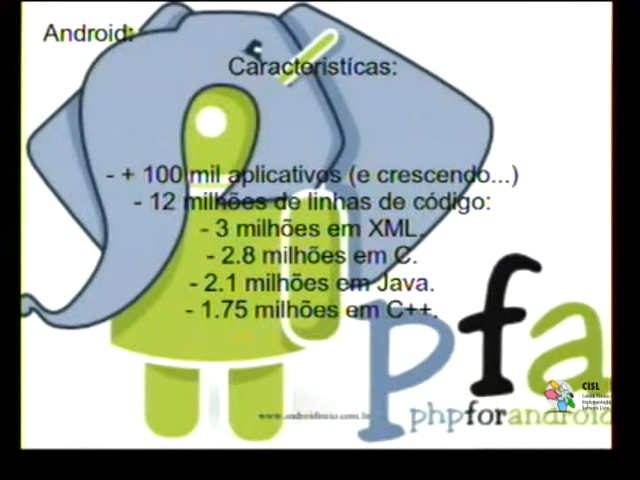 Android:
Características:
- + 100 mil aplicativos (e crescendo...)
- 12 milhões de linhas de código:
- 3 milhões em XML.
- 2.8 milhões em C.
- 2.1 milhões em Java.
- 1.75 milhões em C++.
pfa
CISL
phpforandroid